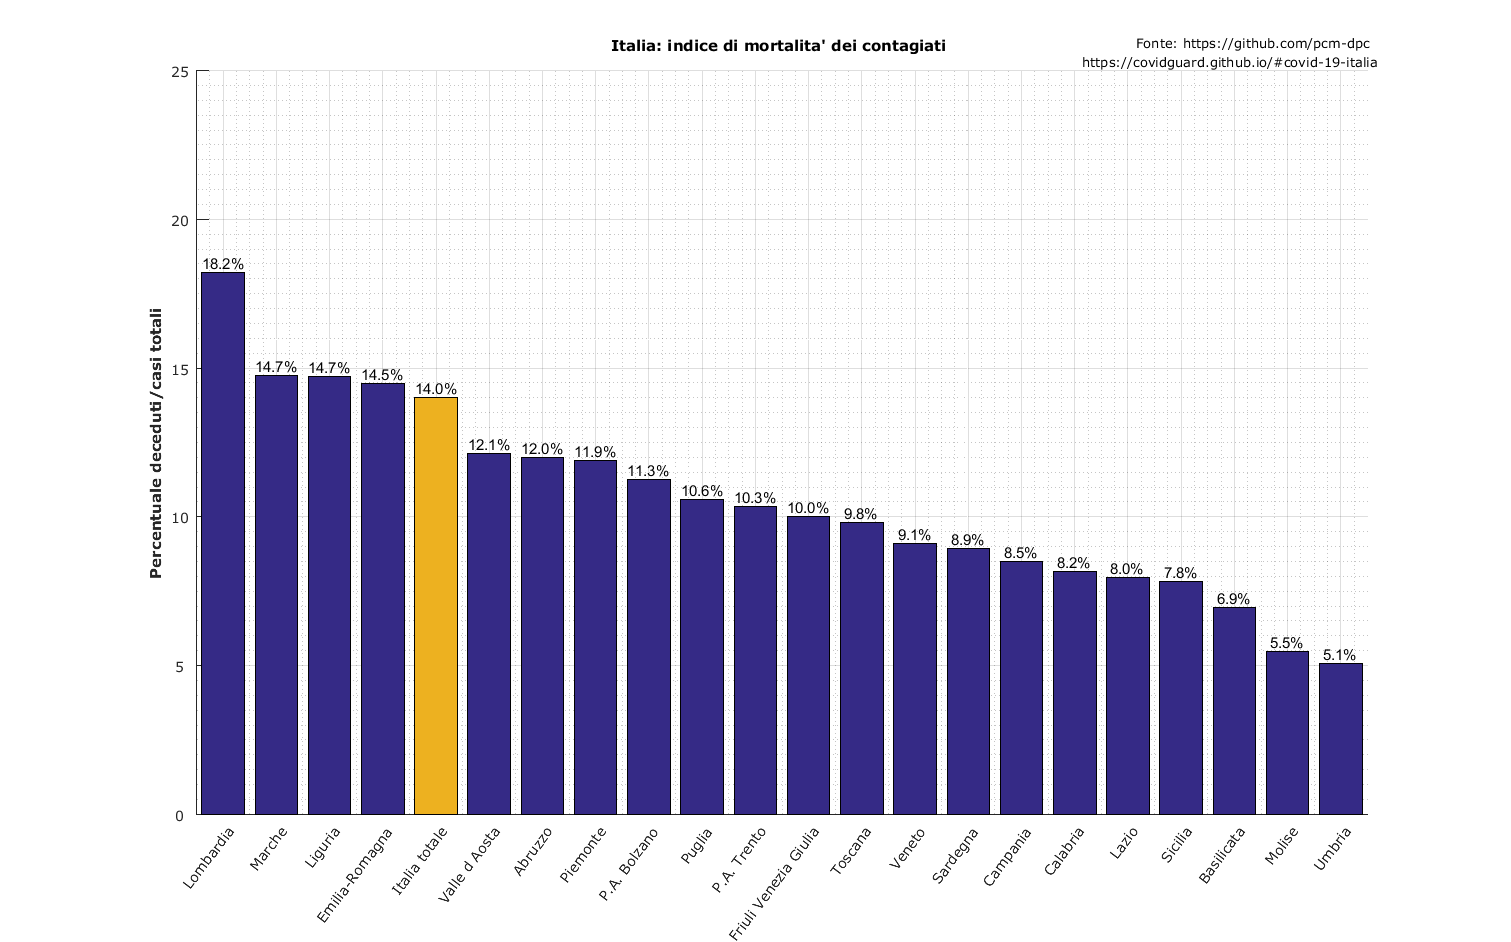 Italia: indice di mortalita' dei contagiati
Fonte: https://github.com/pcm-dpc
https://covidguard.github.io/#covid-19-italia
Percentuale deceduti/casi totali
25
20
15
10
5
0
18.2%
14.7%
14.7%
14.5%
14.0%
12.1%
12.0%
11.9%
11.3%
10.6%
10.3%
10.0%
9.8%
9.1%
8.9%
8.5%
8.2%
8.0%
7.8%
6.9%
5.5%
5.1%
Lombardia
Marche
Liguria
Emilia-Romagna
Italia totale
Valle d Aosta
Abruzzo
Piemonte
P.A. Bolzano
Puglia
P.A. Trento
Friuli Venezia Giulia
Toscana
Veneto
Sardegna
Campania
Calabria
Lazio
Sicilia
Basilicata
Molise
Umbria